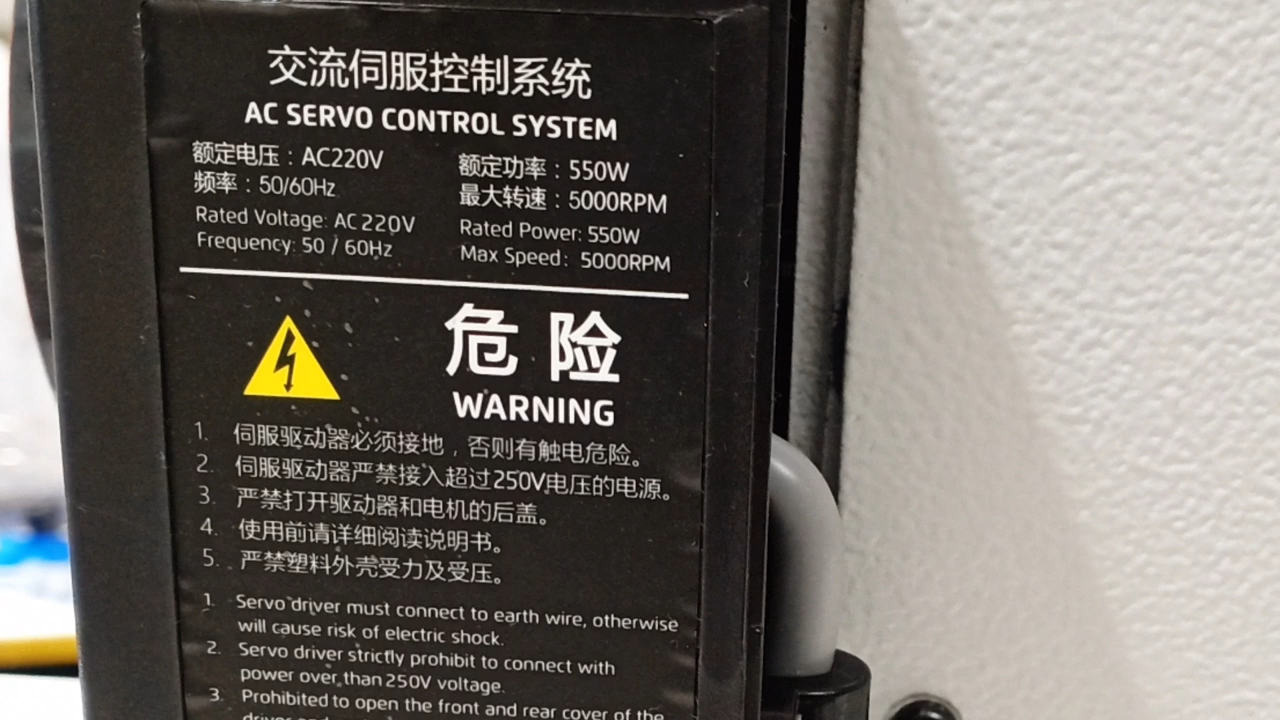 交流伺服控制系统
AC SERVO CONTROL SYSTEM
额定电压：AC220V
频率：50/60Hz
额定功率：550W
最大转速：5000RPM
Rated Voltage: AC 220V
Frequency: 50 / 60Hz
Rated Power: 550W
Max Speed: 5000RPM
危险
WARNING
1. 伺服驱动器必须接地，否则有触电危险。
2. 伺服驱动器严禁接入超过250V电压的电源。
3. 严禁打开驱动器和电机的后盖。
4. 使用前请详细阅读说明书。
5. 严禁塑料外壳受力及受压。
1. Servo driver must connect to earth wire, otherwise
will cause risk of electric shock.
2. Servo driver strictly prohibit to connect with
power over than 250V voltage.
3. Prohibited to open the front and rear cover of the
driver and